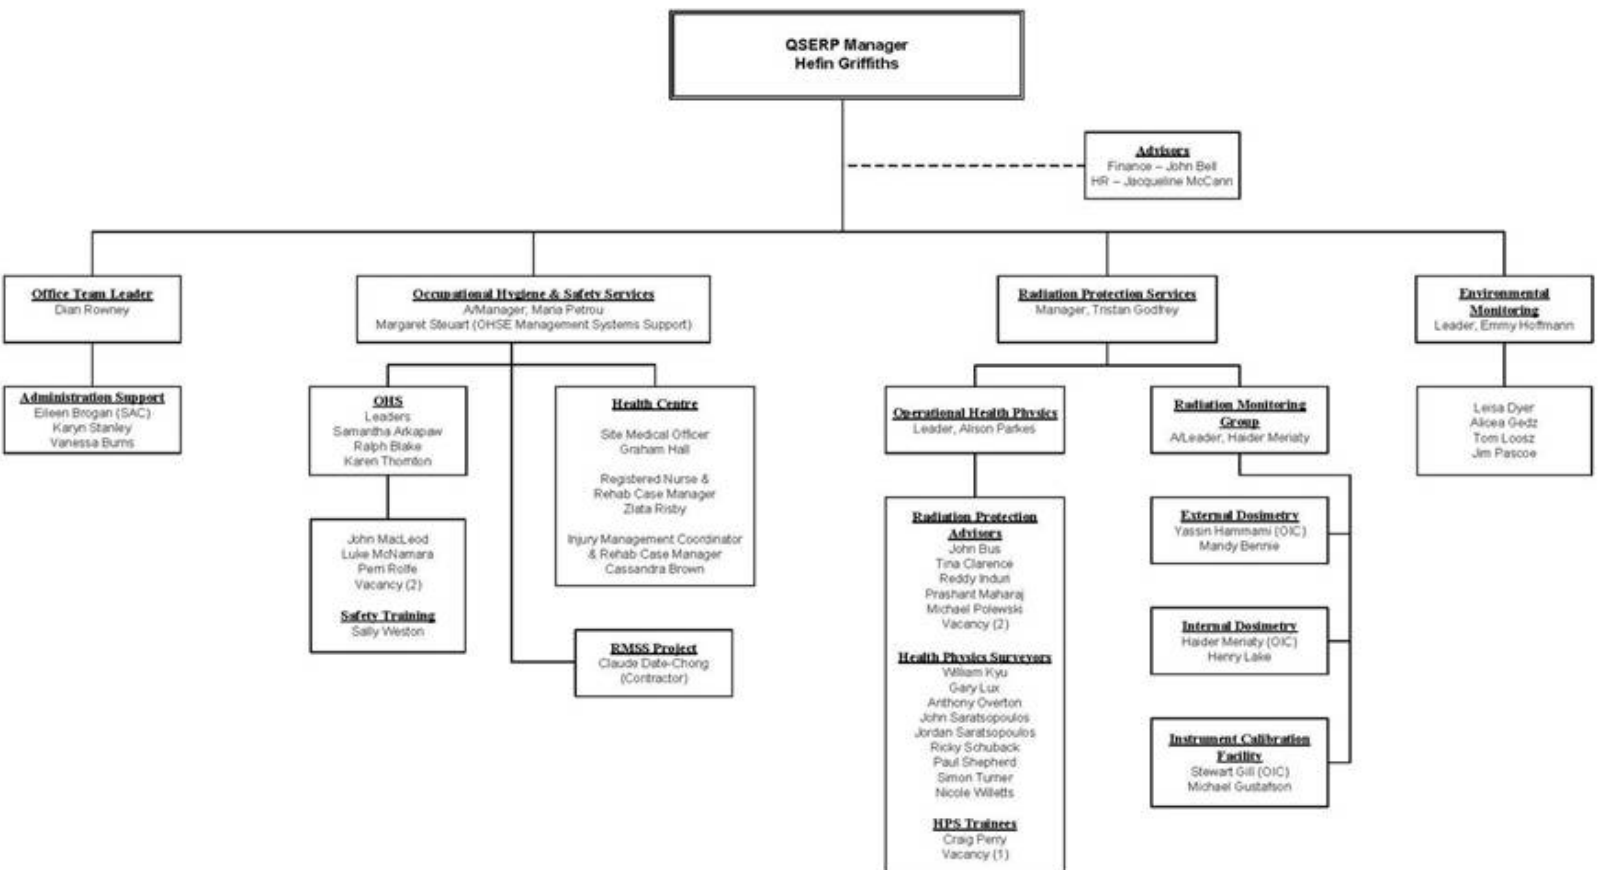 QSERP Manager
Hefin Griffiths
Advisors
Finance – John Bell
HR – Jacqueline McCann
Office Team Leader
Dian Rowney
Administration Support
Eileen Brogan (SAC)
Karyn Stanley
Vanessa Burns
Occupational Hygiene & Safety Services
A/Manager, Maria Petrou
Margaret Steuart (OHSE Management Systems Support)
OHS
Leaders
Samantha Arkapaw
Ralph Blake
Karen Thornton
John MacLeod
Luke McNamara
Perri Rolfe
Vacancy (2)
Safety Training
Sally Weston
Health Centre
Site Medical Officer
Graham Hall
Registered Nurse &
Rehab Case Manager
Zlata Risby
Injury Management Coordinator
& Rehab Case Manager
Cassandra Brown
RMSS Project
Claude Date-Chong
(Contractor)
Radiation Protection Services
Manager, Tristan Godfrey
Operational Health Physics
Leader, Alison Parkes
Radiation Protection
Advisors
John Bus
Tina Clarence
Reddy Induri
Prashant Maharaj
Michael Polewski
Vacancy (2)
Health Physics Surveyors
William Kyu
Gary Lux
Anthony Overton
John Saratsopoulos
Jordan Saratsopoulos
Ricky Schuback
Paul Shepherd
Simon Turner
Nicole Willetts
HPS Trainees
Craig Perry
Vacancy (1)
Radiation Monitoring
Group
A/Leader, Haider Meriaty
External Dosimetry
Yassin Hammami (OIC)
Mandy Bennie
Internal Dosimetry
Haider Meriaty (OIC)
Henry Lake
Instrument Calibration
Facility
Stewart Gill (OIC)
Michael Gustafson
Environmental
Monitoring
Leader, Emmy Hoffmann
Leisa Dyer
Alicea Gedz
Tom Loosz
Jim Pascoe